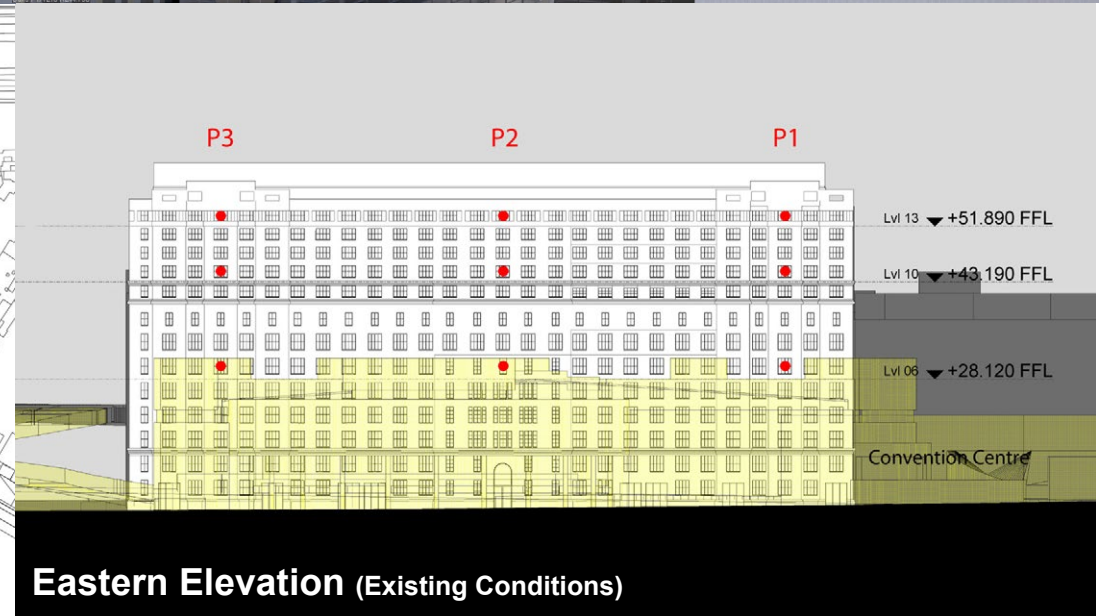 P3 P2 P1
Lvl 13 +51.890 FFL
Lvl 10 +43.190 FFL
Lvl 06 +28.120 FFL
Convention Centre
Eastern Elevation (Existing Conditions)